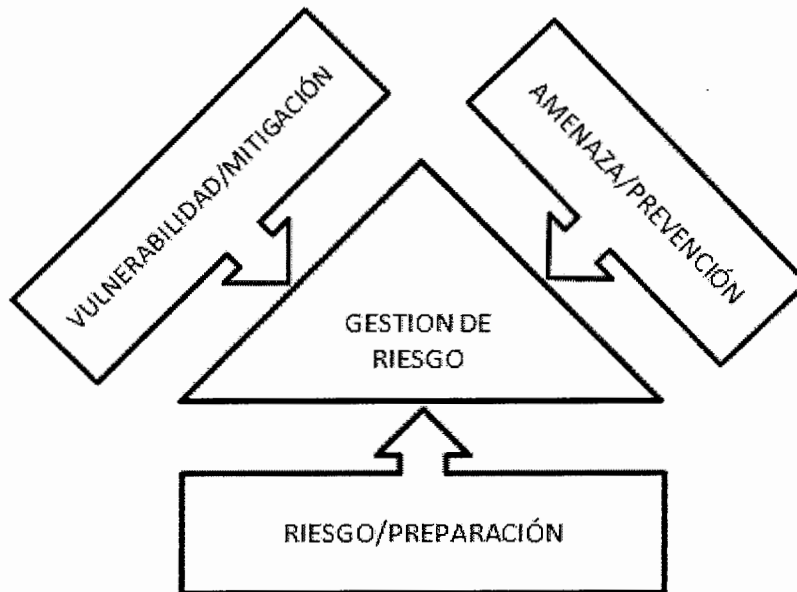 VULNERABILIDAD/MITIGACIÓN
AMENAZA/PREVENCIÓN
GESTION DE
RIESGO
RIESGO/PREPARACIÓN